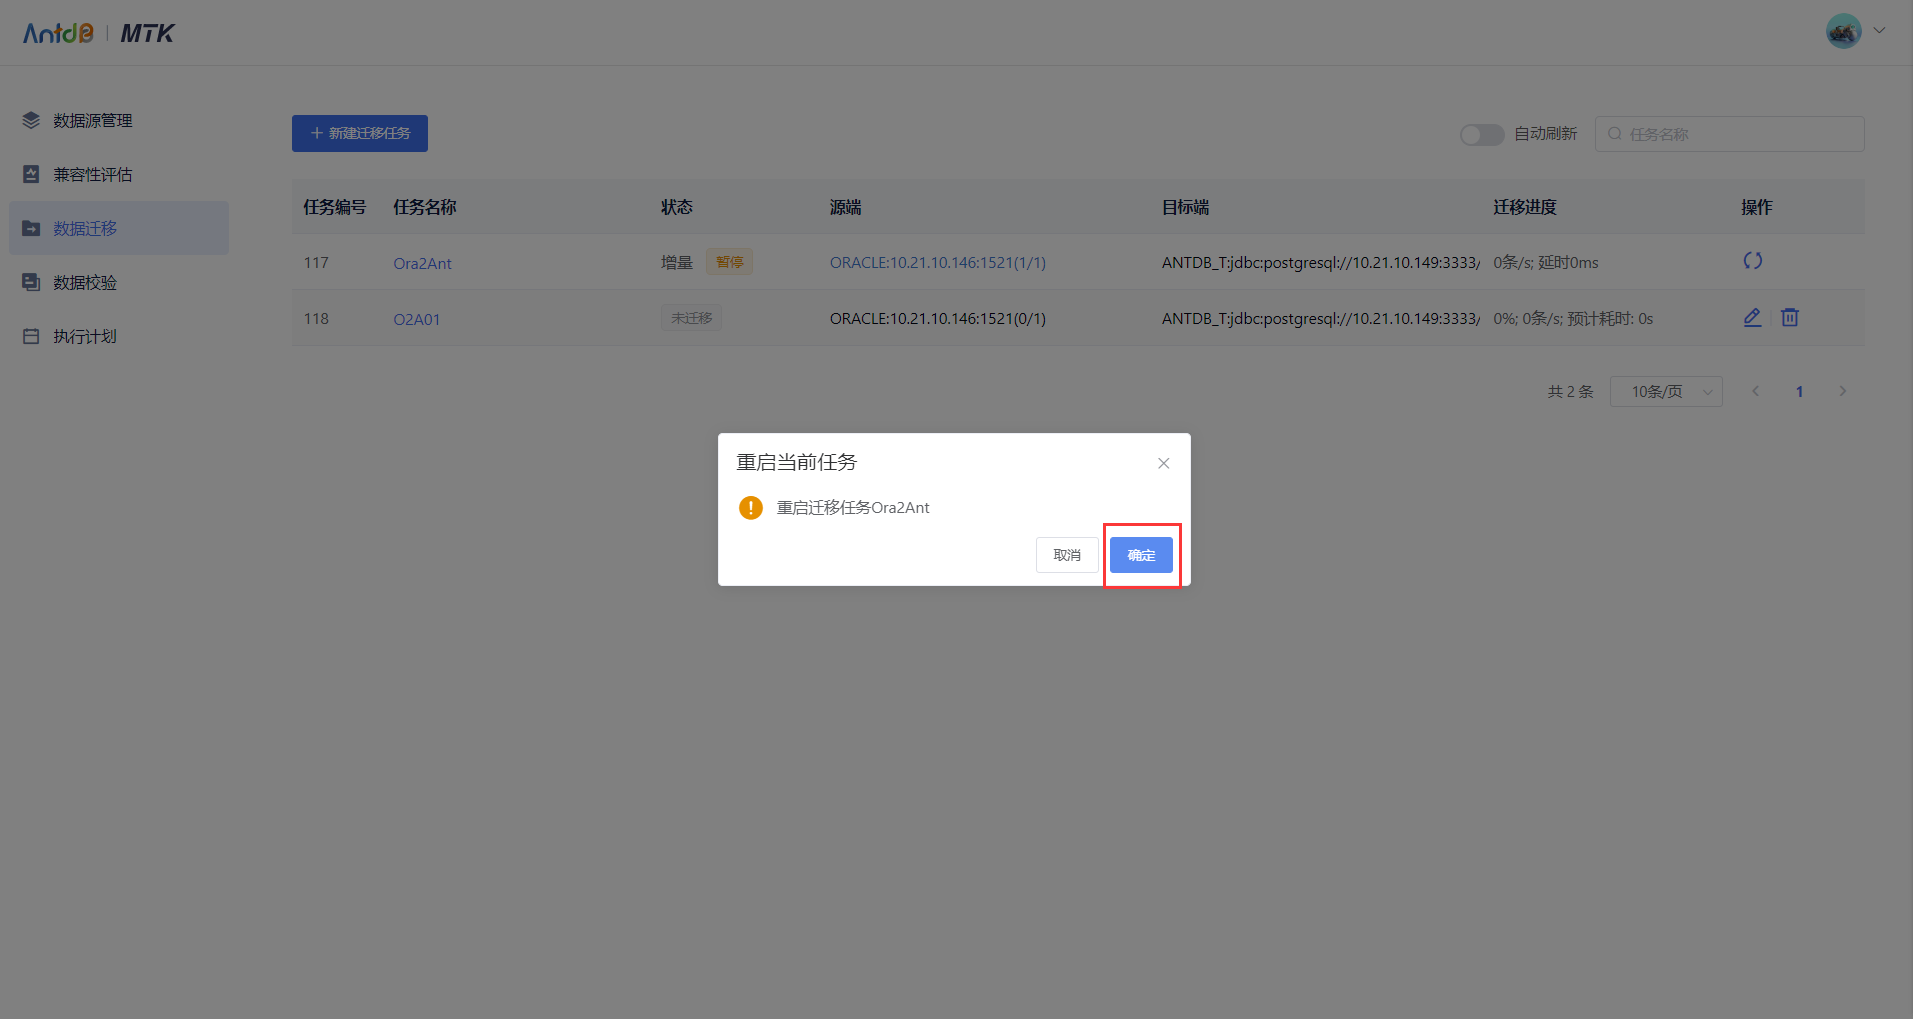 AntdB | MTK
数据源管理
兼容性评估
数据迁移
数据校验
执行计划
+ 新建迁移任务
自动刷新
任务名称
任务编号 任务名称 状态 源端 目标端 迁移进度 操作
117 Ora2Ant 增量 暂停 ORACLE:10.21.10.146:1521(1/1) ANTDB_T:jdbc:postgresql://10.21.10.149:3333/ 0条/s; 延时0ms
118 O2A01 未迁移 ORACLE:10.21.10.146:1521(0/1) ANTDB_T:jdbc:postgresql://10.21.10.149:3333/ 0%; 0条/s; 预计耗时: 0s
共 2 条 10条/页 1
重启当前任务
重启迁移任务Ora2Ant
取消 确定